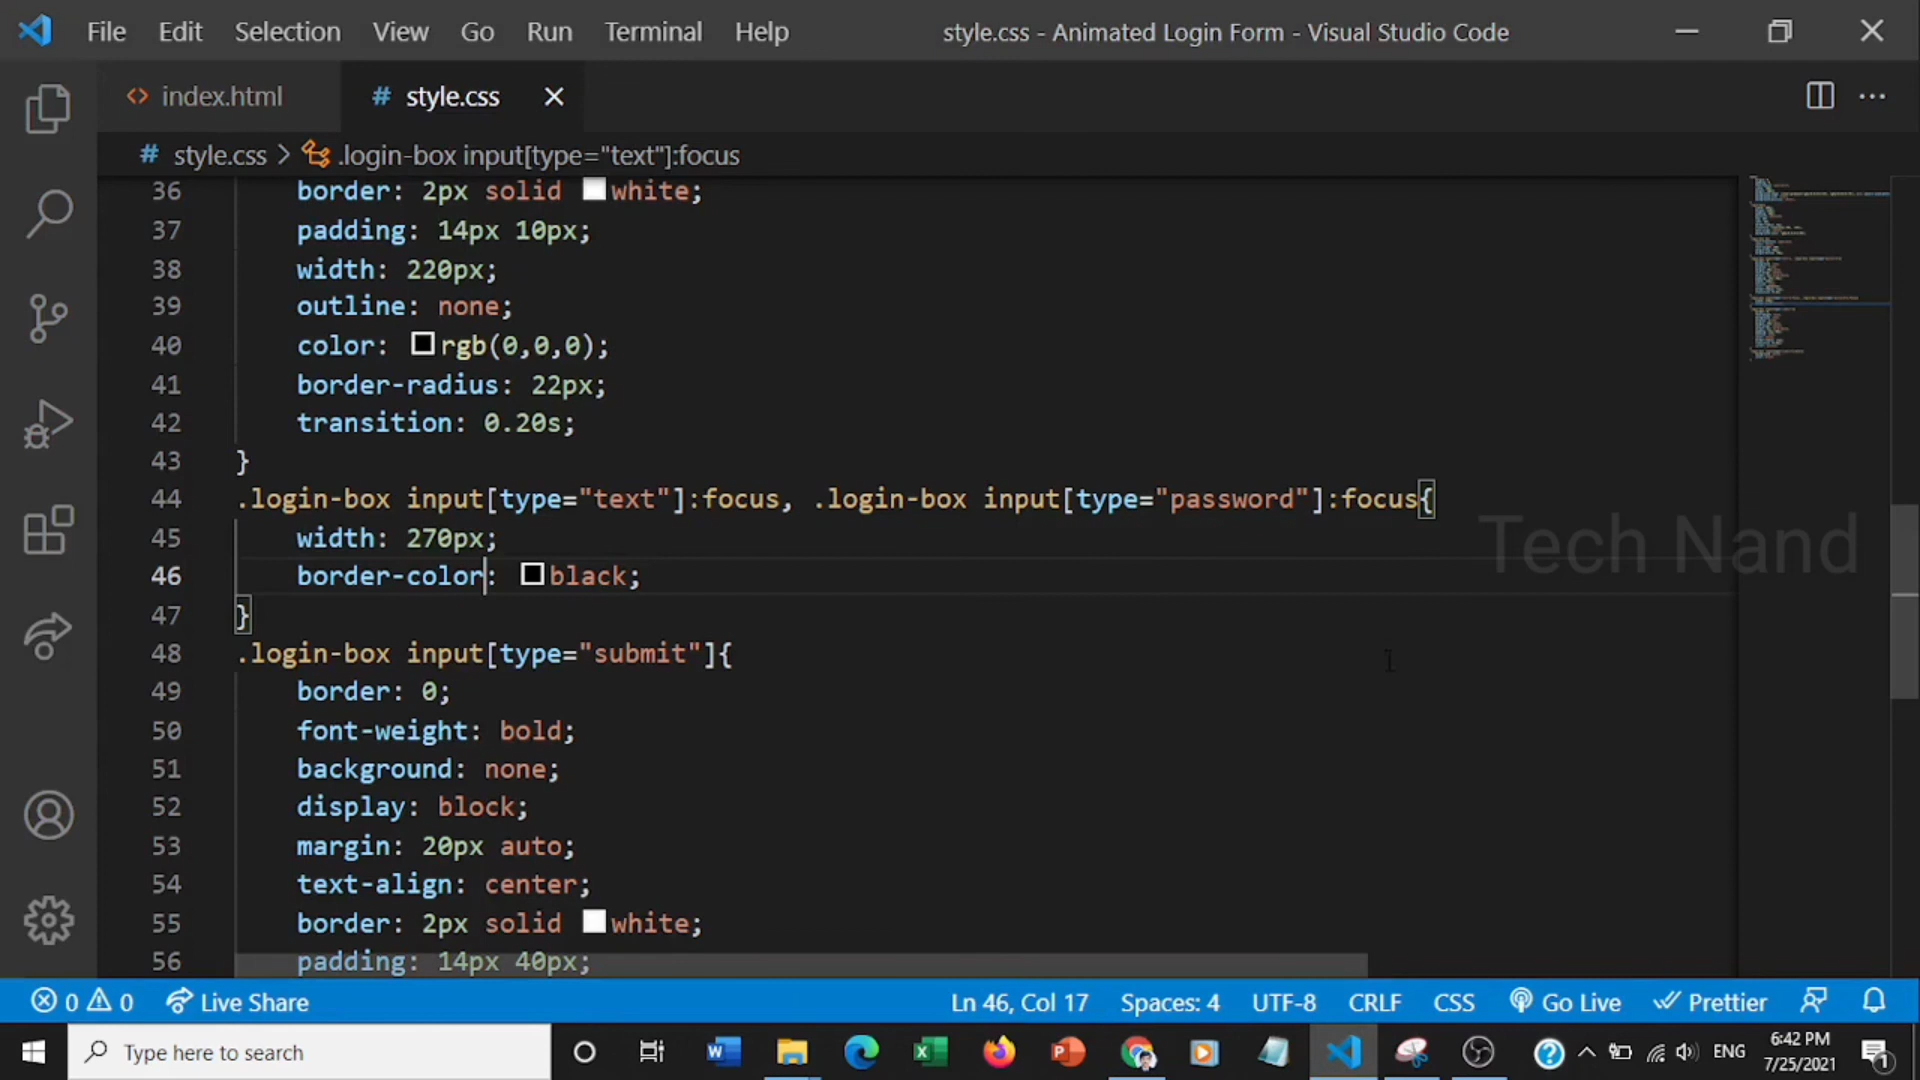 File Edit Selection View Go Run Terminal Help style.css - Animated Login Form - Visual Studio Code
<> index.html # style.css
# style.css > .login-box input[type="text"]:focus
36 border: 2px solid white;
37 padding: 14px 10px;
38 width: 220px;
39 outline: none;
40 color: rgb(0,0,0);
41 border-radius: 22px;
42 transition: 0.20s;
43 }
44 .login-box input[type="text"]:focus, .login-box input[type="password"]:focus{
45 width: 270px;
Tech Nand
46 border-color: black;
47 }
48 .login-box input[type="submit"]{
49 border: 0;
50 font-weight: bold;
51 background: none;
52 display: block;
53 margin: 20px auto;
54 text-align: center;
55 border: 2px solid white;
56 padding: 14px 40px;
0 0 Live Share Ln 46, Col 17 Spaces: 4 UTF-8 CRLF CSS Go Live Prettier
Type here to search ENG 6:42 PM
7/25/2021 1